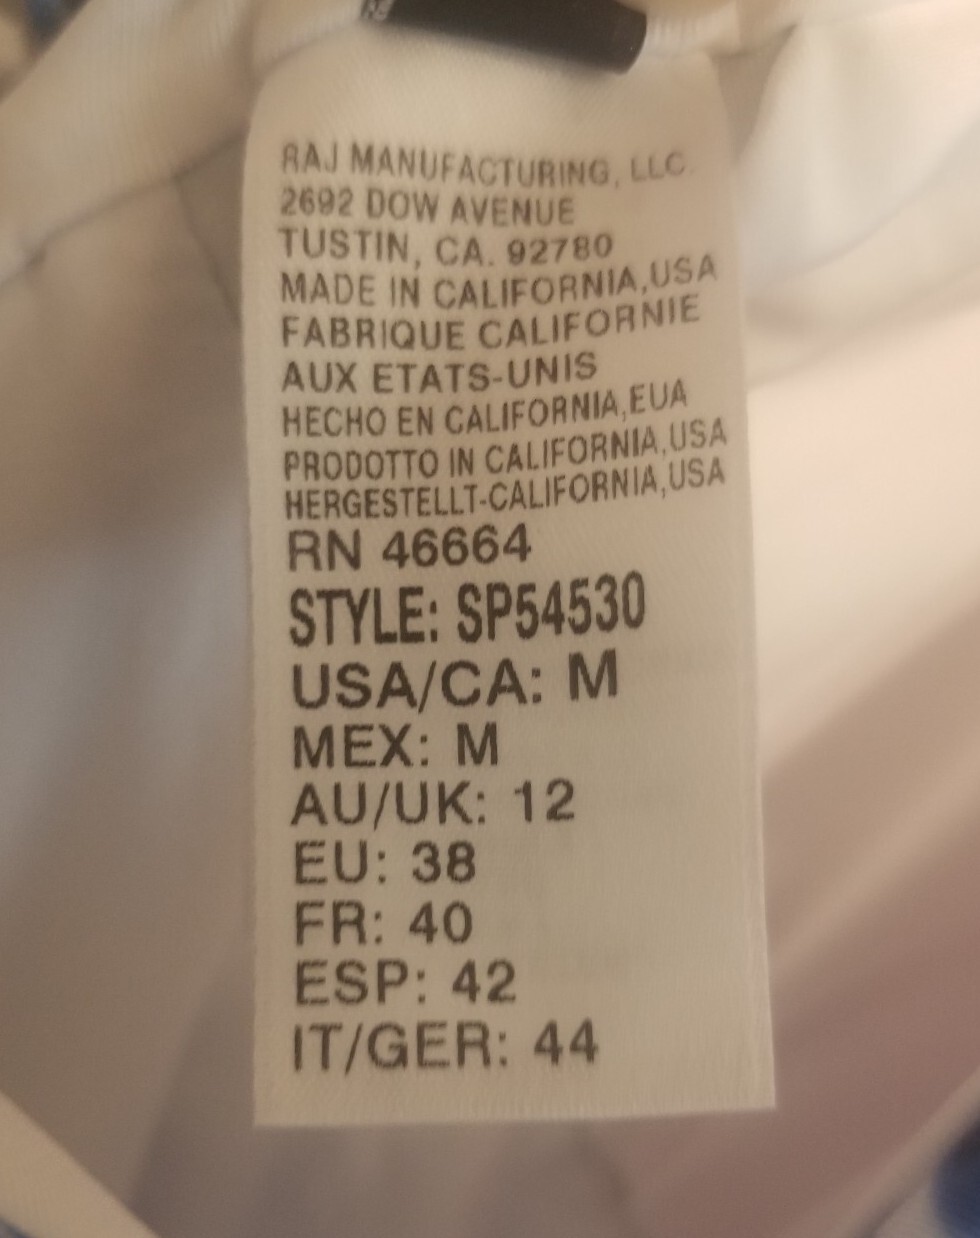 RAJ MANUFACTURING, LLC.
2692 DOW AVENUE
TUSTIN, CA. 92780
MADE IN CALIFORNIA,USA
FABRIQUE CALIFORNIE
AUX ETATS-UNIS
HECHO EN CALIFORNIA,EUA
PRODOTTO IN CALIFORNIA,USA
HERGESTELLT-CALIFORNIA,USA
RN 46664
STYLE: SP54530
USA/CA: M
MEX: M
AU/UK: 12
EU: 38
FR: 40
ESP: 42
IT/GER: 44